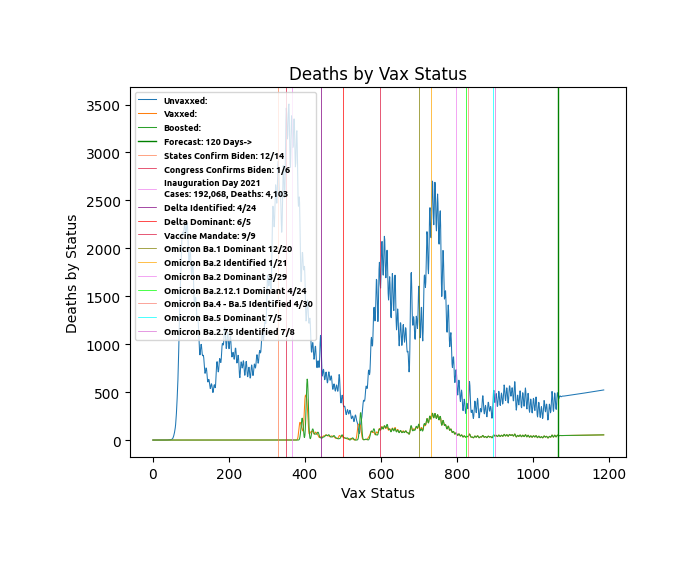 Deaths by Vax Status
Deaths by Status
3500
3000
2500
2000
1500
1000
500
0
Unvaxxed:
Vaxxed:
Boosted:
Forecast: 120 Days->
States Confirm Biden: 12/14
Congress Confirms Biden: 1/6
Inauguration Day 2021
Cases: 192,068, Deaths: 4,103
Delta Identified: 4/24
Delta Dominant: 6/5
Vaccine Mandate: 9/9
Omicron Ba.1 Dominant 12/20
Omicron Ba.2 Identified 1/21
Omicron Ba.2 Dominant 3/29
Omicron Ba.2.12.1 Dominant 4/24
Omicron Ba.4 - Ba.5 Identified 4/30
Omicron Ba.5 Dominant 7/5
Omicron Ba.2.75 Identified 7/8
0 200 400 600 800 1000 1200
Vax Status